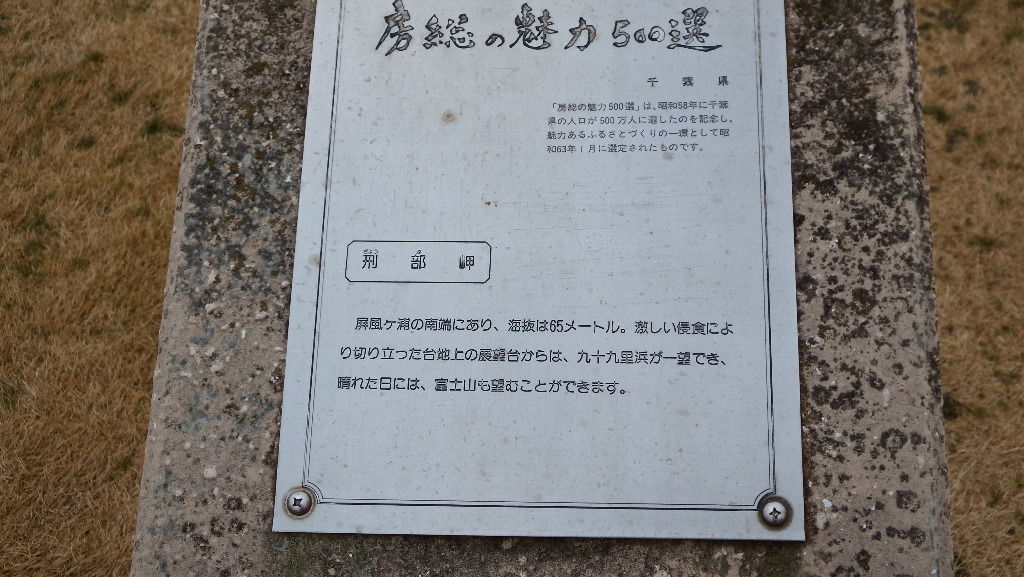 房総の魅力500選
千葉県
「房総の魅力500選」は、昭和58年に千葉
県の人口が500万人に達したのを記念し、
魅力あるふるさとづくりの一環として昭
和63年1月に選定されたものです。
刑部岬
屏風ヶ浦の南端にあり、海抜は65メートル。激しい侵食によ
り切り立った台地上の展望台からは、九十九里浜が一望でき、
晴れた日には、富士山も望むことができます。